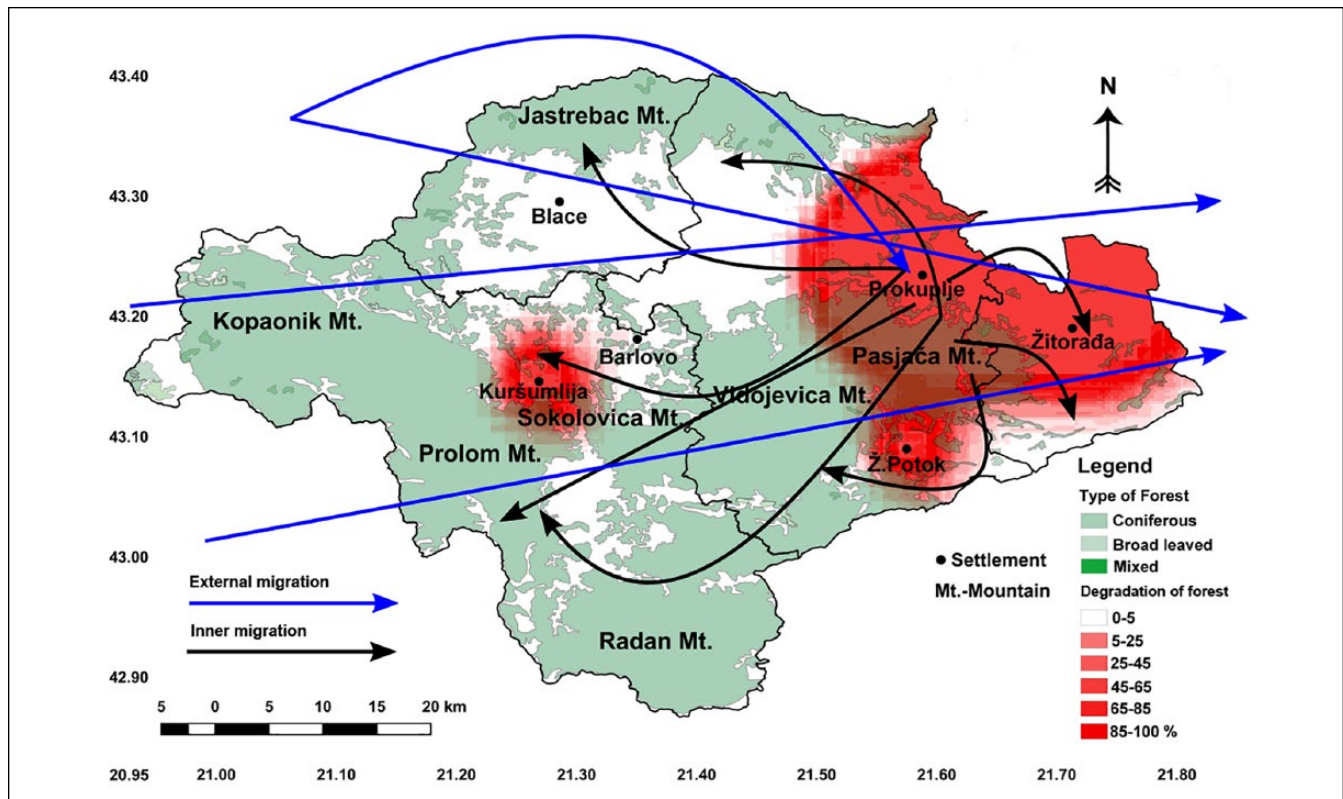 43.40
43.30
43.20
43.10
43.00
42.90
N
Jastrebac Mt.
Blace
Prokuplje
Kopaonik Mt.
Žitorađa
Barlovo
Pasjača Mt.
Kuršumlija
Vidojevica Mt.
Sokolovica Mt.
Prolom Mt.
Ž.Potok
Radan Mt.
Legend
Type of Forest
Coniferous
Broad leaved
Mixed
Degradation of forest
0-5
5-25
25-45
45-65
65-85
85-100 %
Settlement
Mt.-Mountain
External migration
Inner migration
5 0 5 10 15 20 km
20.95 21.00 21.10 21.20 21.30 21.40 21.50 21.60 21.70 21.80